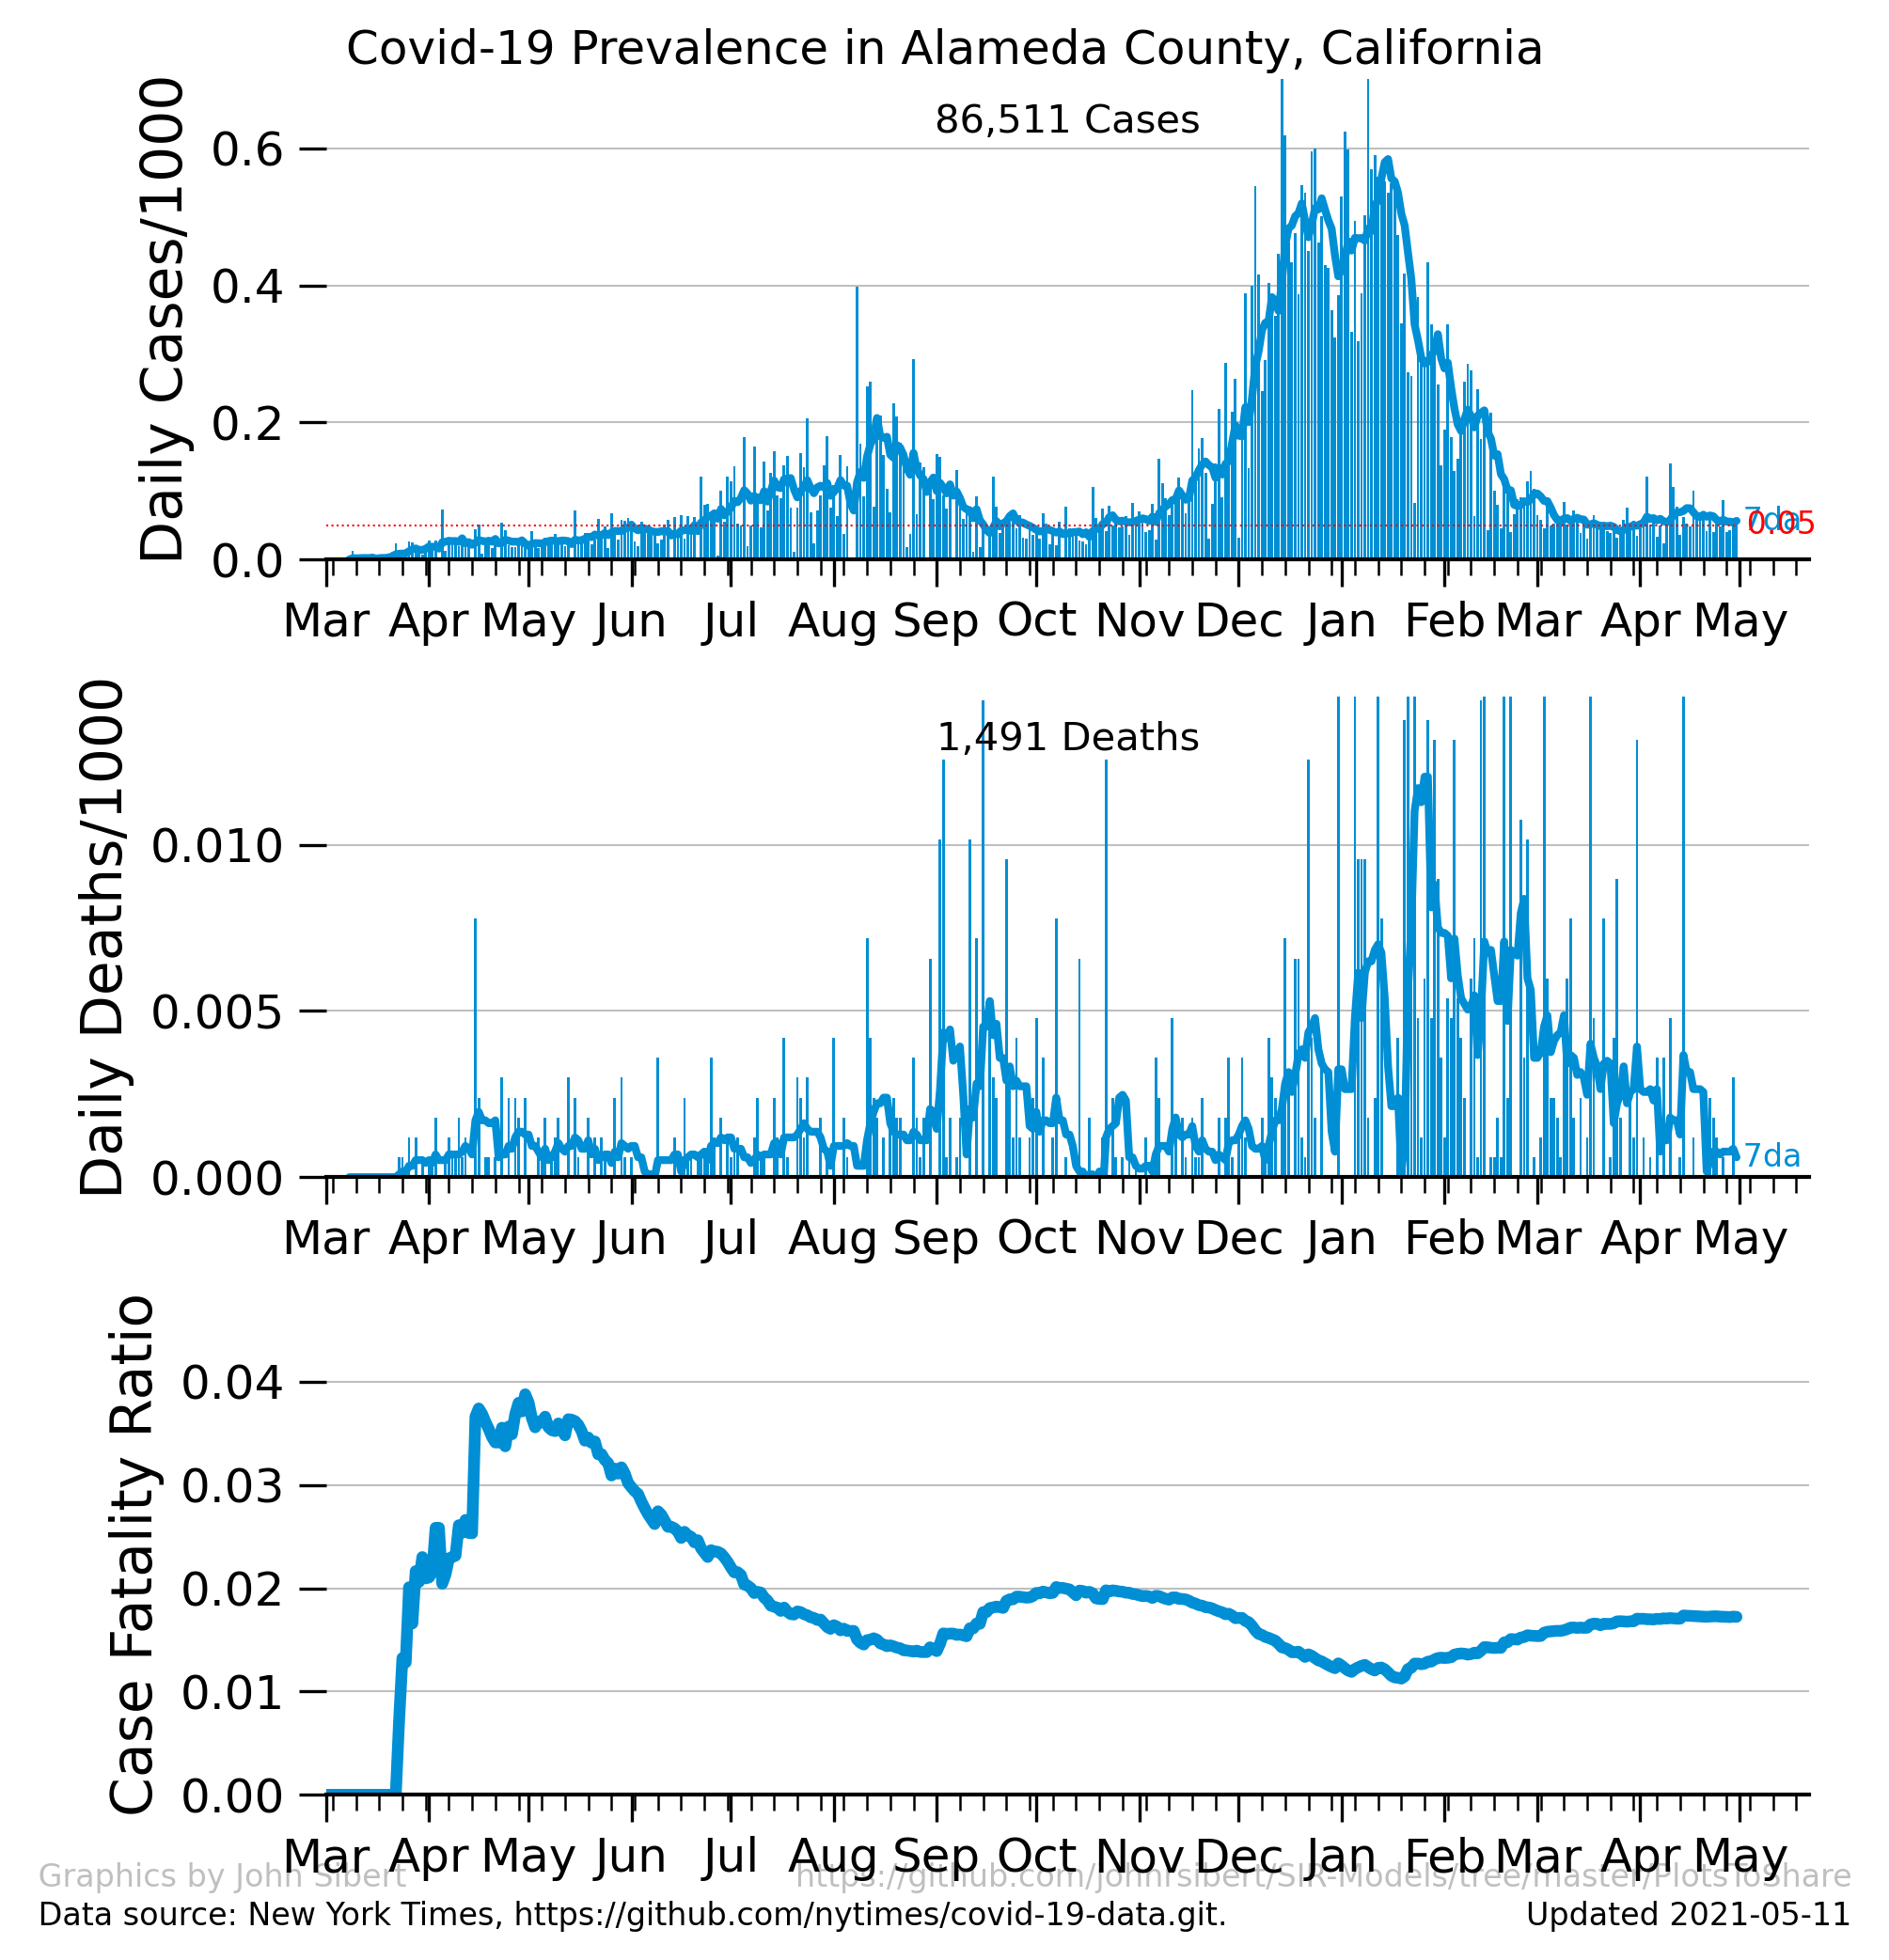 Covid-19 Prevalence in Alameda County, California
86,511 Cases
Daily Cases/1000
0.6
0.4
0.2
0.0
7da
0.05
Mar Apr May Jun Jul Aug Sep Oct Nov Dec Jan Feb Mar Apr May
1,491 Deaths
Daily Deaths/1000
0.010
0.005
0.000
7da
Mar Apr May Jun Jul Aug Sep Oct Nov Dec Jan Feb Mar Apr May
Case Fatality Ratio
0.04
0.03
0.02
0.01
0.00
Mar Apr May Jun Jul Aug Sep Oct Nov Dec Jan Feb Mar Apr May
Graphics by John Sibert https://github.com/johnrsibert/SIR-Models/tree/master/PlotsToShare
Data source: New York Times, https://github.com/nytimes/covid-19-data.git. Updated 2021-05-11